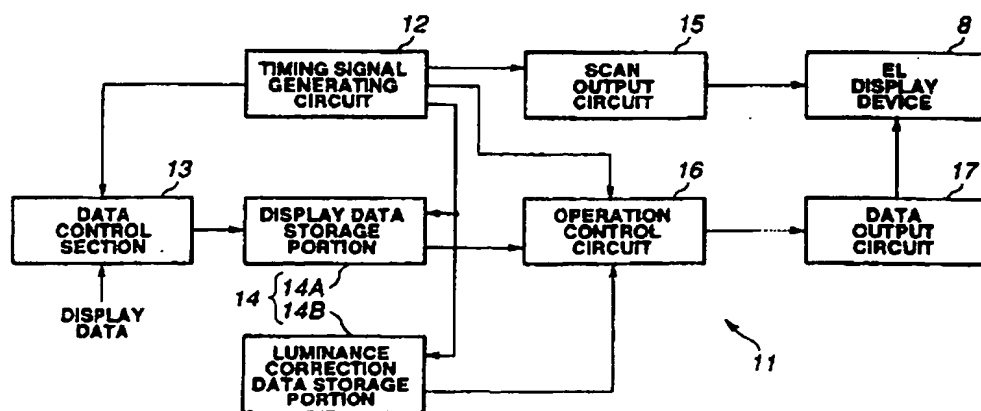 12
TIMING SIGNAL
GENERATING
CIRCUIT
15
SCAN
OUTPUT
CIRCUIT
8
EL
DISPLAY
DEVICE
13
DATA
CONTROL
SECTION
DISPLAY DATA
STORAGE
PORTION
16
OPERATION
CONTROL
CIRCUIT
17
DATA
OUTPUT
CIRCUIT
DISPLAY
DATA
14 { 14A
14B
LUMINANCE
CORRECTION
DATA STORAGE
PORTION
11